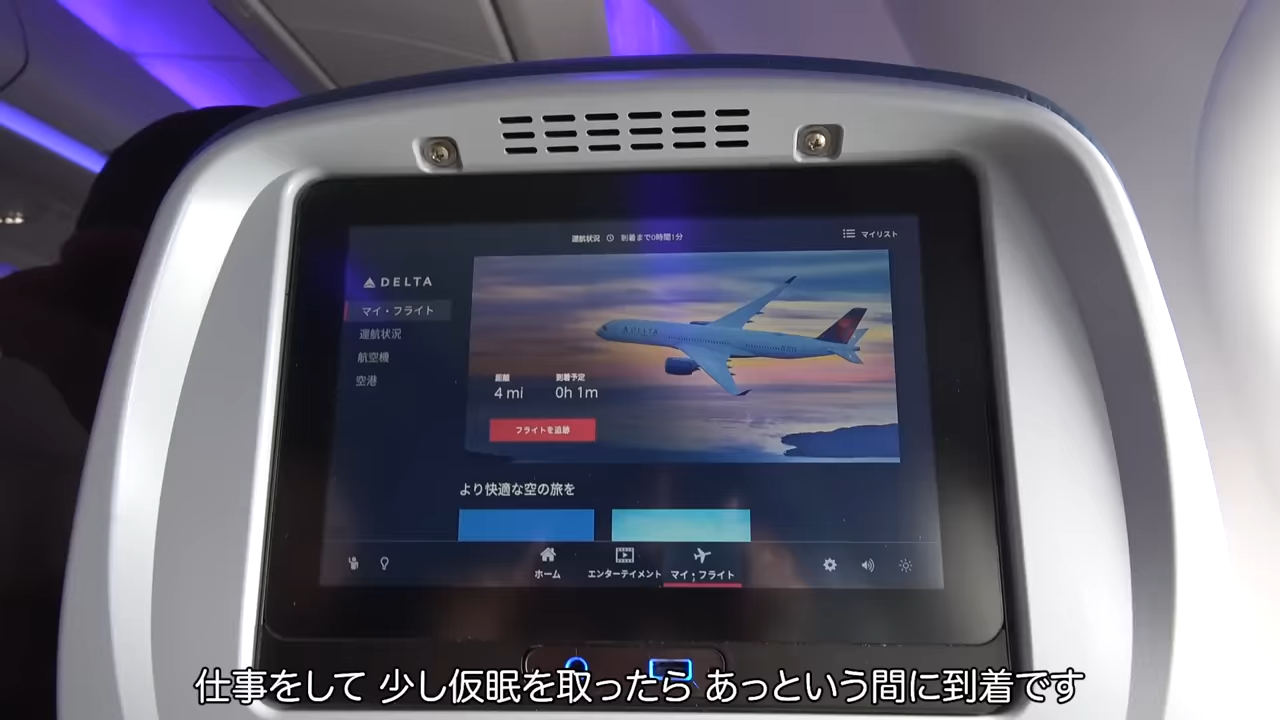 運航状況 到着まで0時間1分
マイリスト
DELTA
マイ・フライト
運航状況
航空機
空港
DELTA
距離 到着予定
4 mi 0h 1m
フライトを追跡
より快適な空の旅を
ホーム エンターテイメント マイ・フライト
仕事をして 少し仮眠を取ったら あっという間に到着です